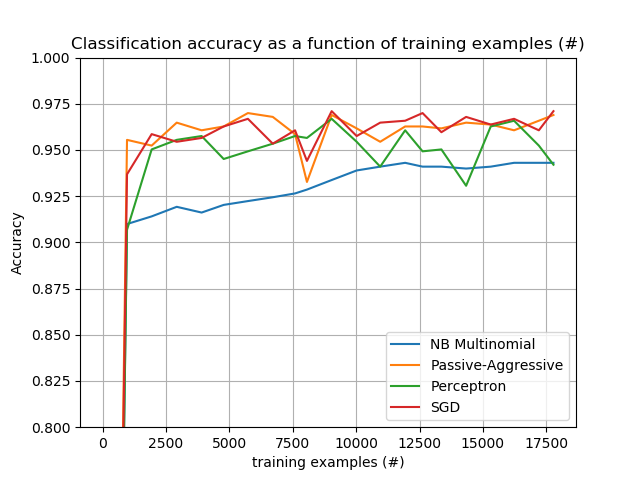 Classification accuracy as a function of training examples (#)
1.000
0.975
0.950
0.925
0.900
0.875
0.850
0.825
0.800
Accuracy
NB Multinomial
Passive-Aggressive
Perceptron
SGD
0 2500 5000 7500 10000 12500 15000 17500
training examples (#)